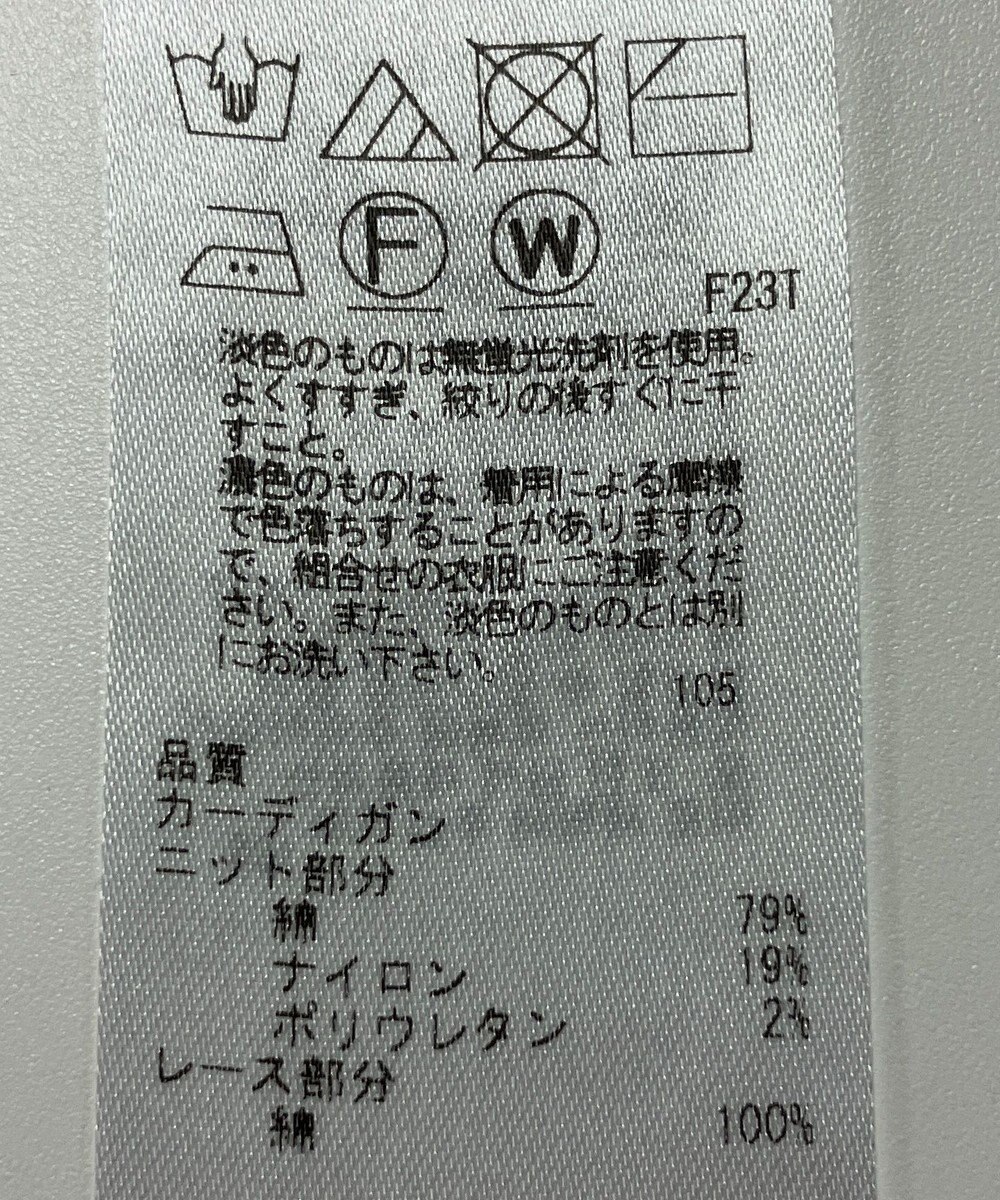 F
W
F23T
淡色のものは無蛍光洗剤を使用。
よくすすぎ、絞りの後すぐに干
すこと。
濃色のものは、着用による摩擦
で色落ちすることがありますの
で、組合せの衣服にご注意くだ
さい。また、淡色のものとは別
にお洗い下さい。
105
品質
カーディガン
ニット部分
綿 79%
ナイロン 19%
ポリウレタン 2%
レース部分
綿 100%